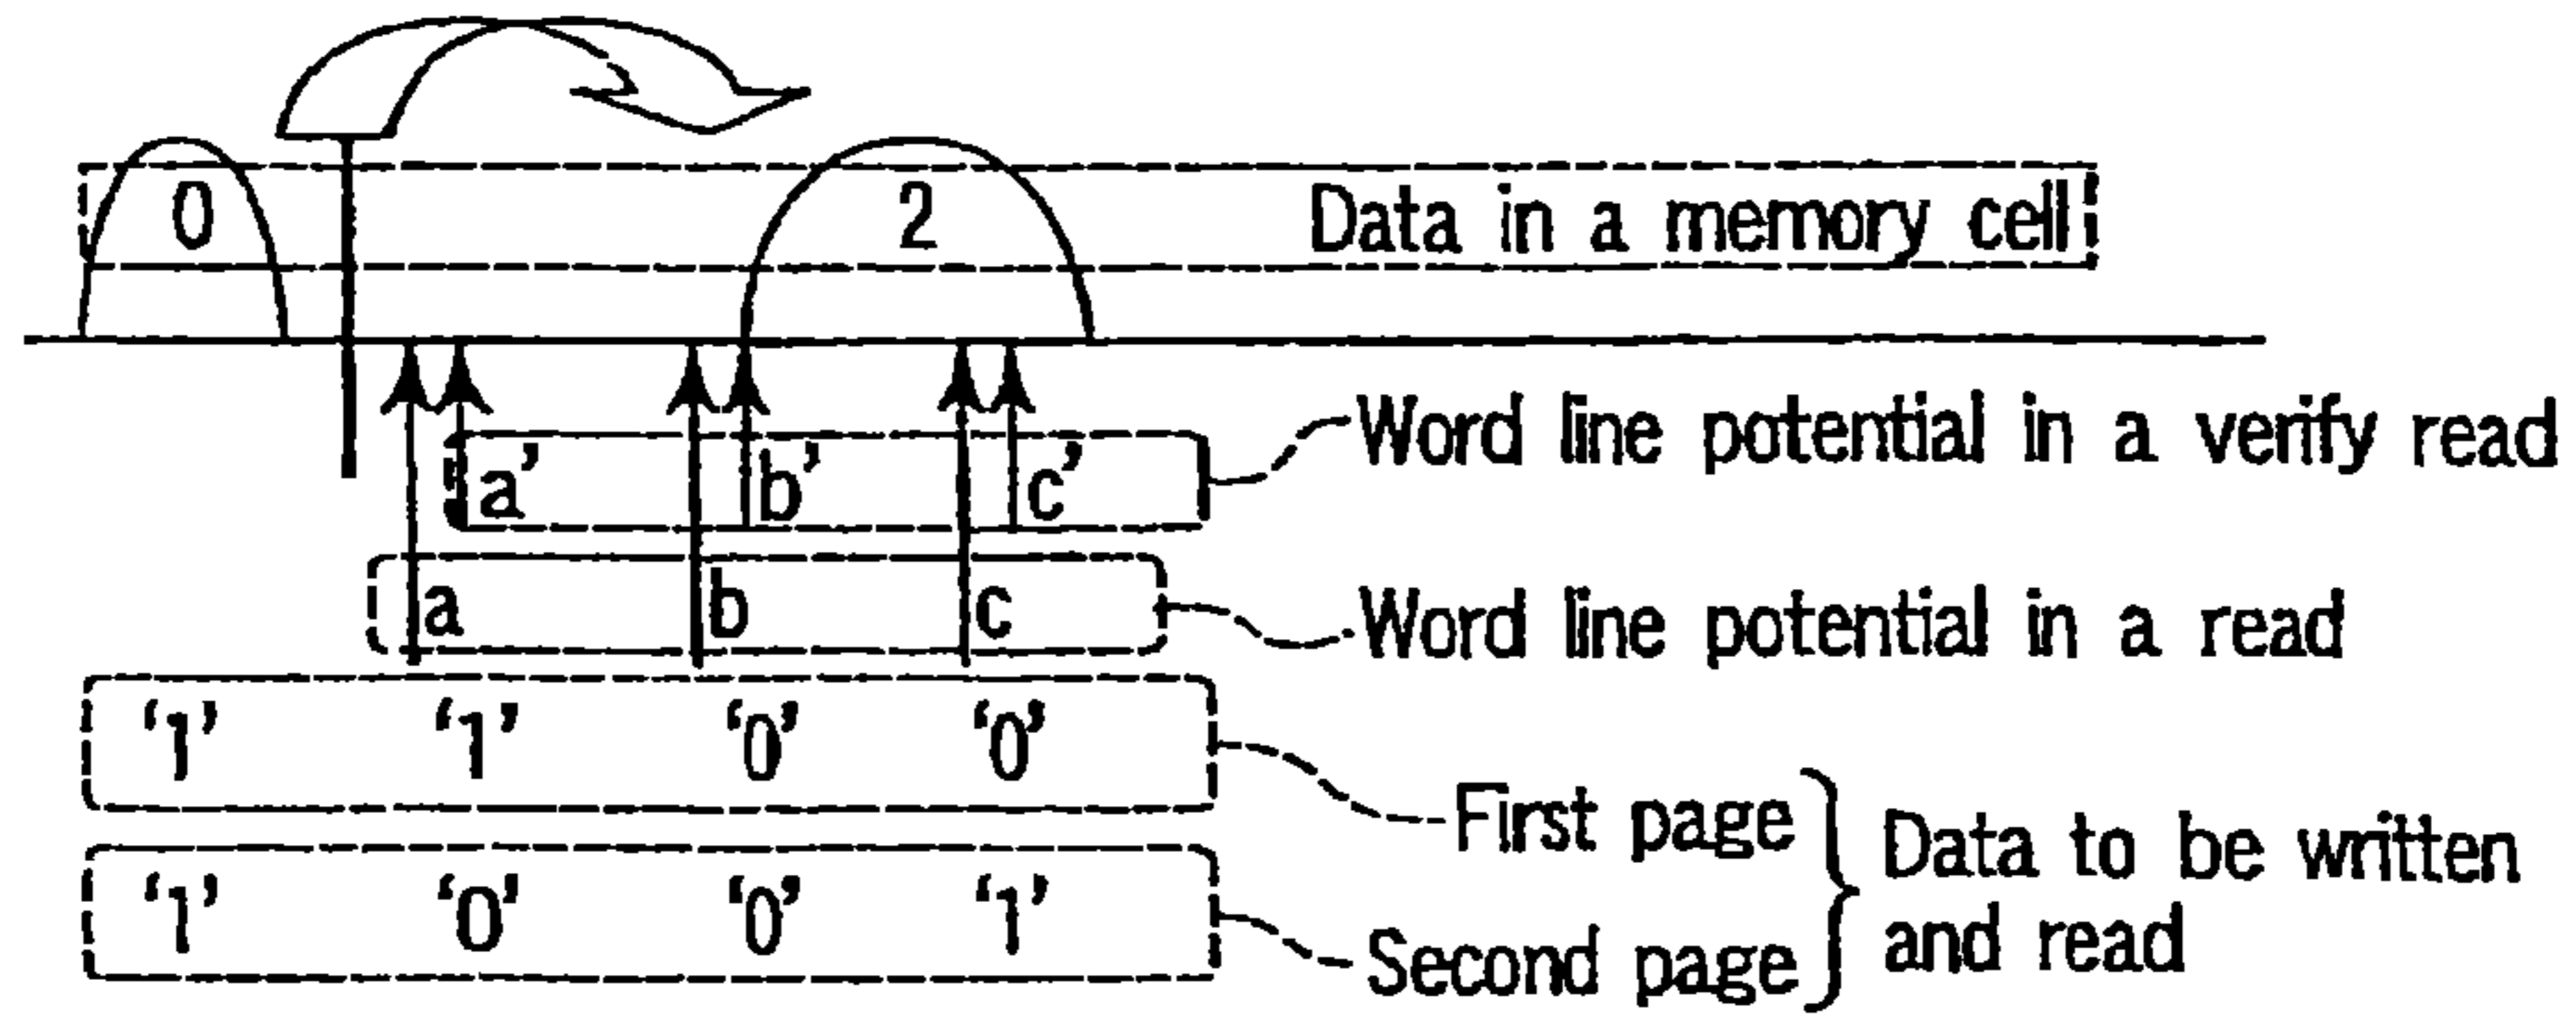 0 2 Data in a memory cell
a’ b’ c’ Word line potential in a verify read
a b c Word line potential in a read
‘1’ ‘1’ ‘0’ ‘0’ First page
‘1’ ‘0’ ‘0’ ‘1’ Second page
Data to be written
and read